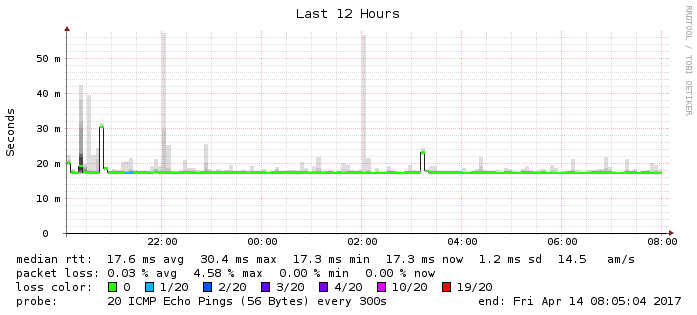 Last 12 Hours
RRDTOOL / TOBI OETIKER
Seconds
50 m
40 m
30 m
20 m
10 m
0
22:00 00:00 02:00 04:00 06:00 08:00
median rtt: 17.6 ms avg 30.4 ms max 17.3 ms min 17.3 ms now 1.2 ms sd 14.5 am/s
packet loss: 0.03 % avg 4.58 % max 0.00 % min 0.00 % now
loss color: 0 1/20 2/20 3/20 4/20 10/20 19/20
probe: 20 ICMP Echo Pings (56 Bytes) every 300s end: Fri Apr 14 08:05:04 2017